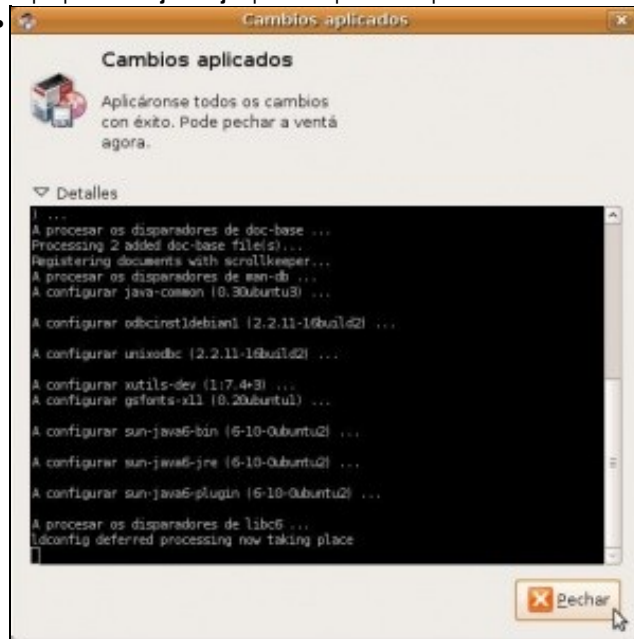 Cambios aplicados
Cambios aplicados
Aplicáronse todos os cambios
con éxito. Pode pechar a ventá
agora.
Detalles
) ...
A procesar os disparadores de doc-base ...
Processing 2 added doc-base file(s)...
Registering documents with scrollkeeper...
A procesar os disparadores de man-db ...
A configurar java-common (0.30ubuntu3) ...
A configurar odbcinst1debian1 (2.2.11-16build2) ...
A configurar unixodbc (2.2.11-16build2) ...
A configurar xutils-dev (1:7.4+3) ...
A configurar gsfonts-x11 (0.20ubuntu1) ...
A configurar sun-java6-bin (6-10-0ubuntu2) ...
A configurar sun-java6-jre (6-10-0ubuntu2) ...
A configurar sun-java6-plugin (6-10-0ubuntu2) ...
A procesar os disparadores de libc6 ...
ldconfig deferred processing now taking place
Pechar